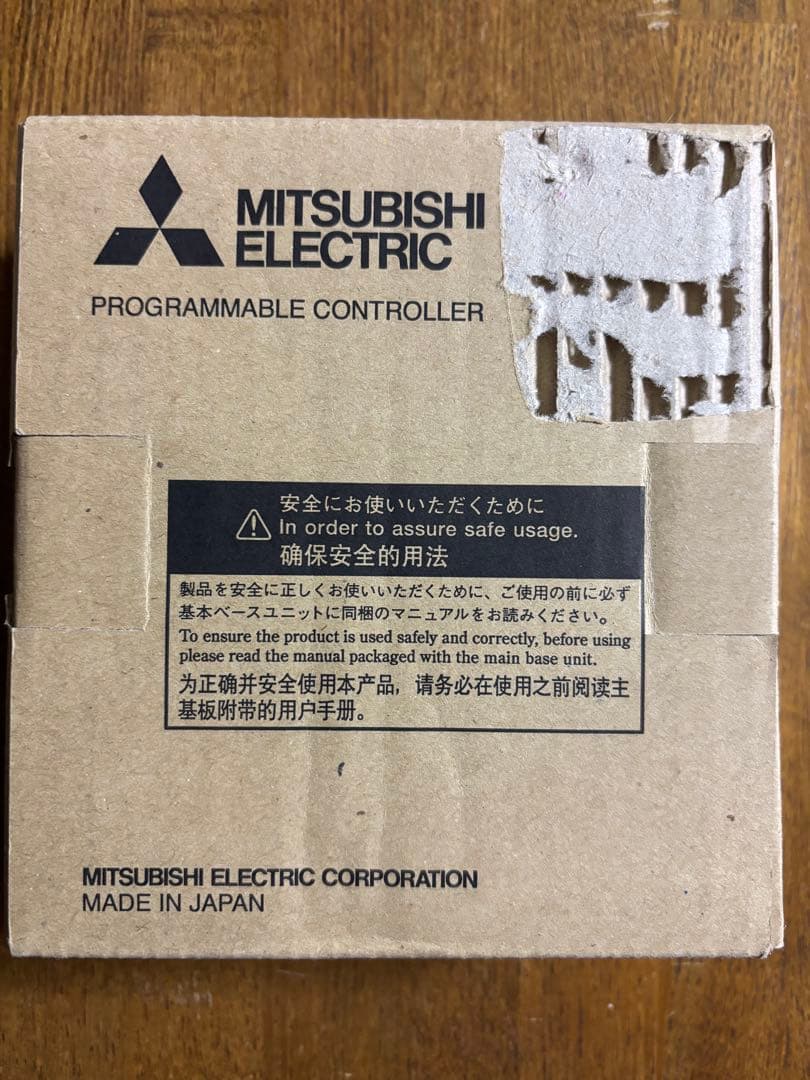 MITSUBISHI
ELECTRIC
PROGRAMMABLE CONTROLLER
安全にお使いいただくために
In order to assure safe usage.
确保安全的用法
製品を安全に正しくお使いいただくために、ご使用の前に必ず
基本ベースユニットに同梱のマニュアルをお読みください。
To ensure the product is used safely and correctly, before using
please read the manual packaged with the main base unit.
为正确并安全使用本产品，请务必在使用之前阅读主
基板附带的用户手册。
MITSUBISHI ELECTRIC CORPORATION
MADE IN JAPAN